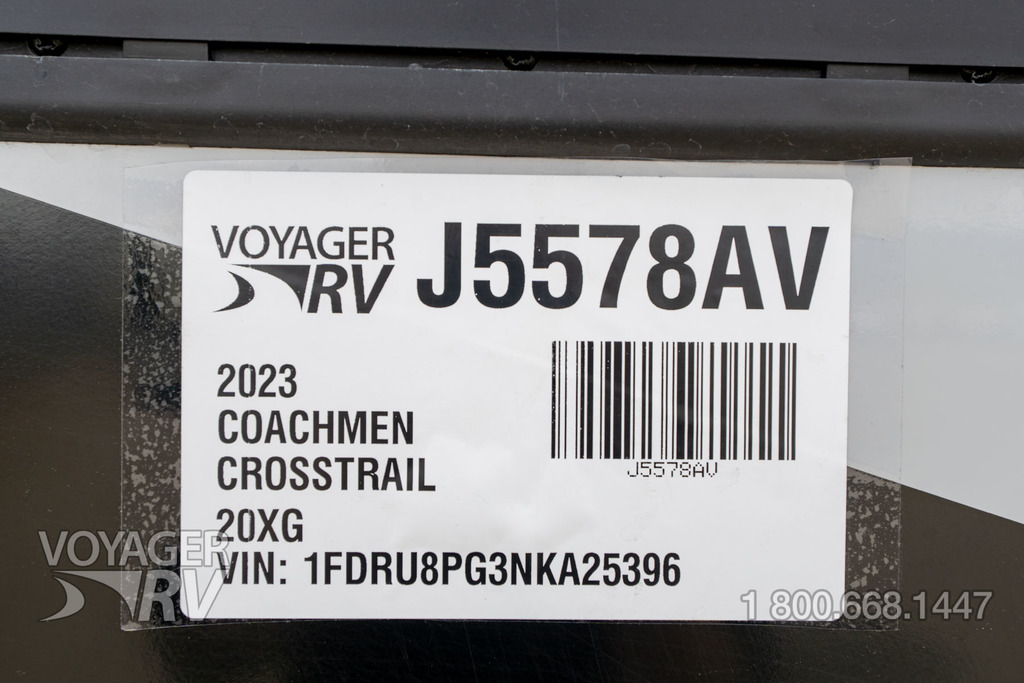 VOYAGER
RV
J5578AV
2023
COACHMEN
CROSSTRAIL
20XG
VIN: 1FDRU8PG3NKA25396
J5578AV
VOYAGER
RV
1 800.668.1447